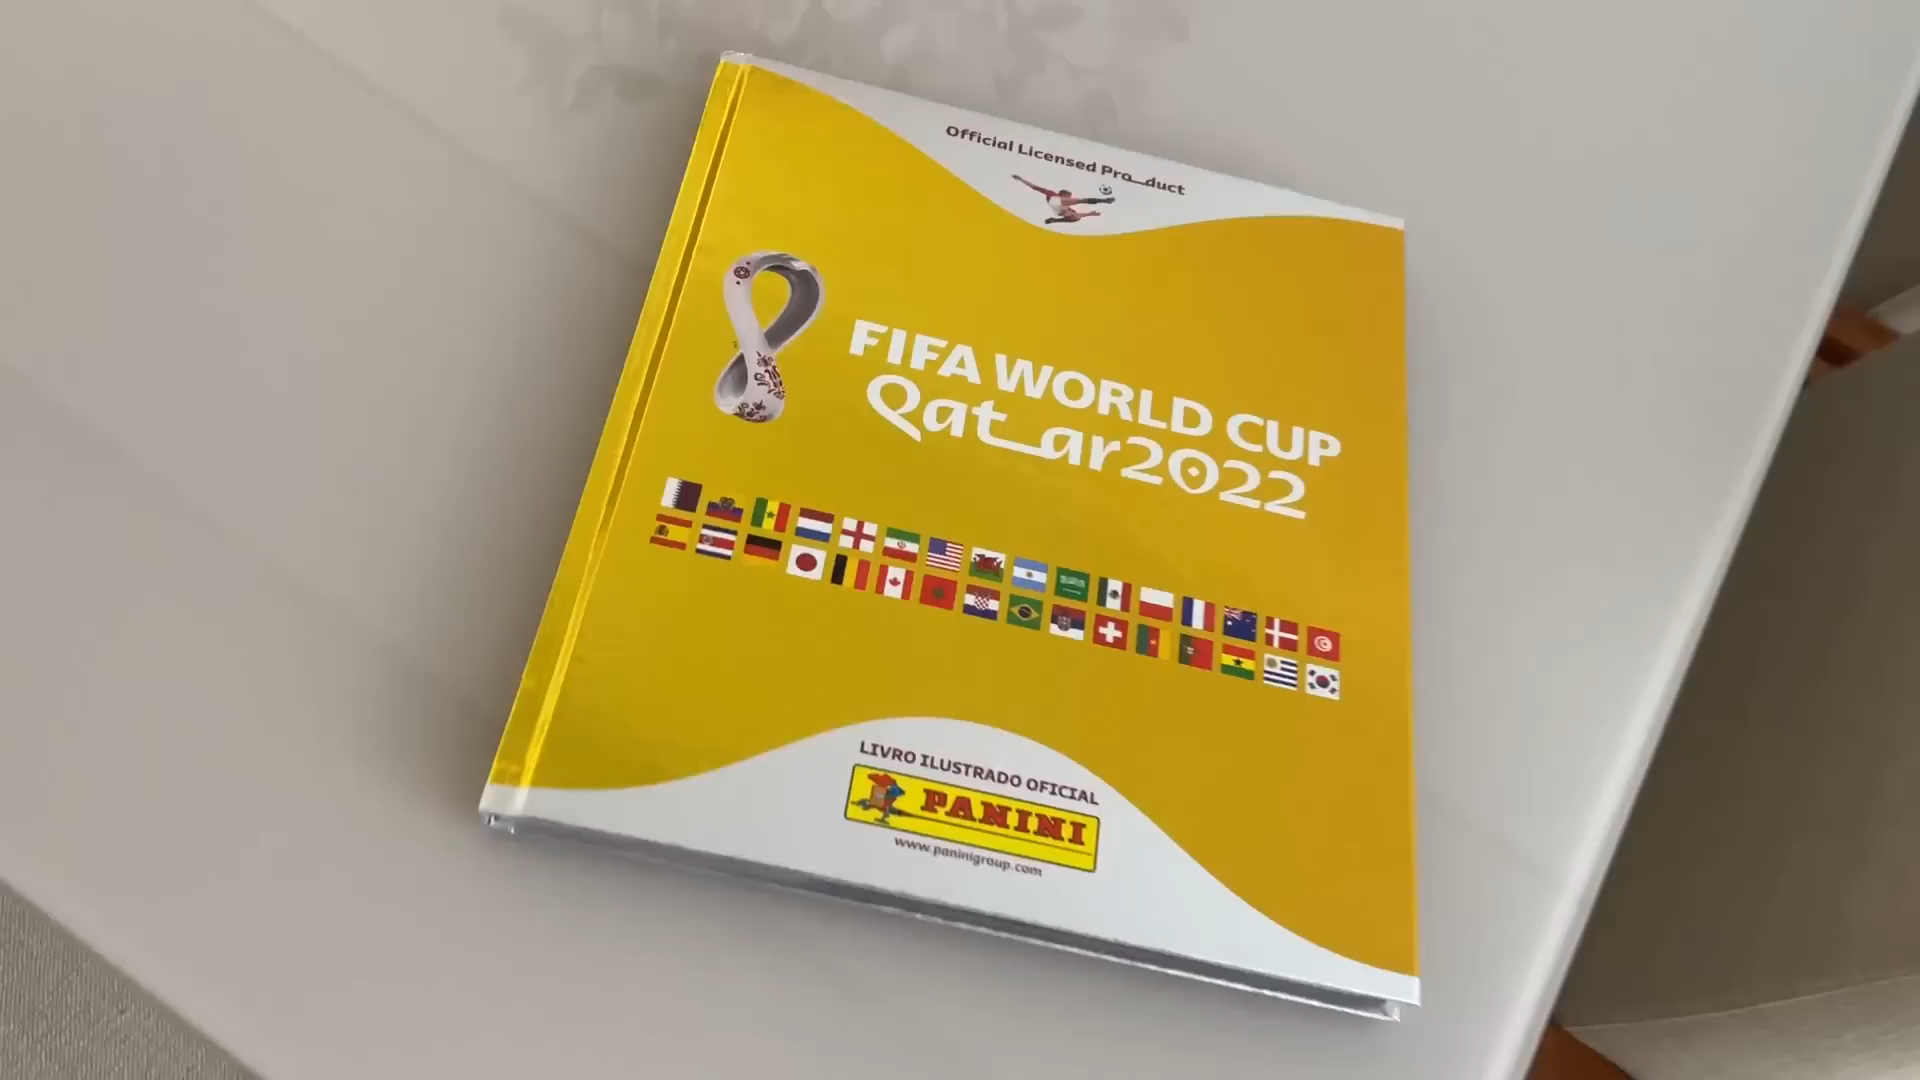 Official Licensed Product
FIFA WORLD CUP
Qatar2022
LIVRO ILUSTRADO OFICIAL
PANINI
www.paninigroup.com